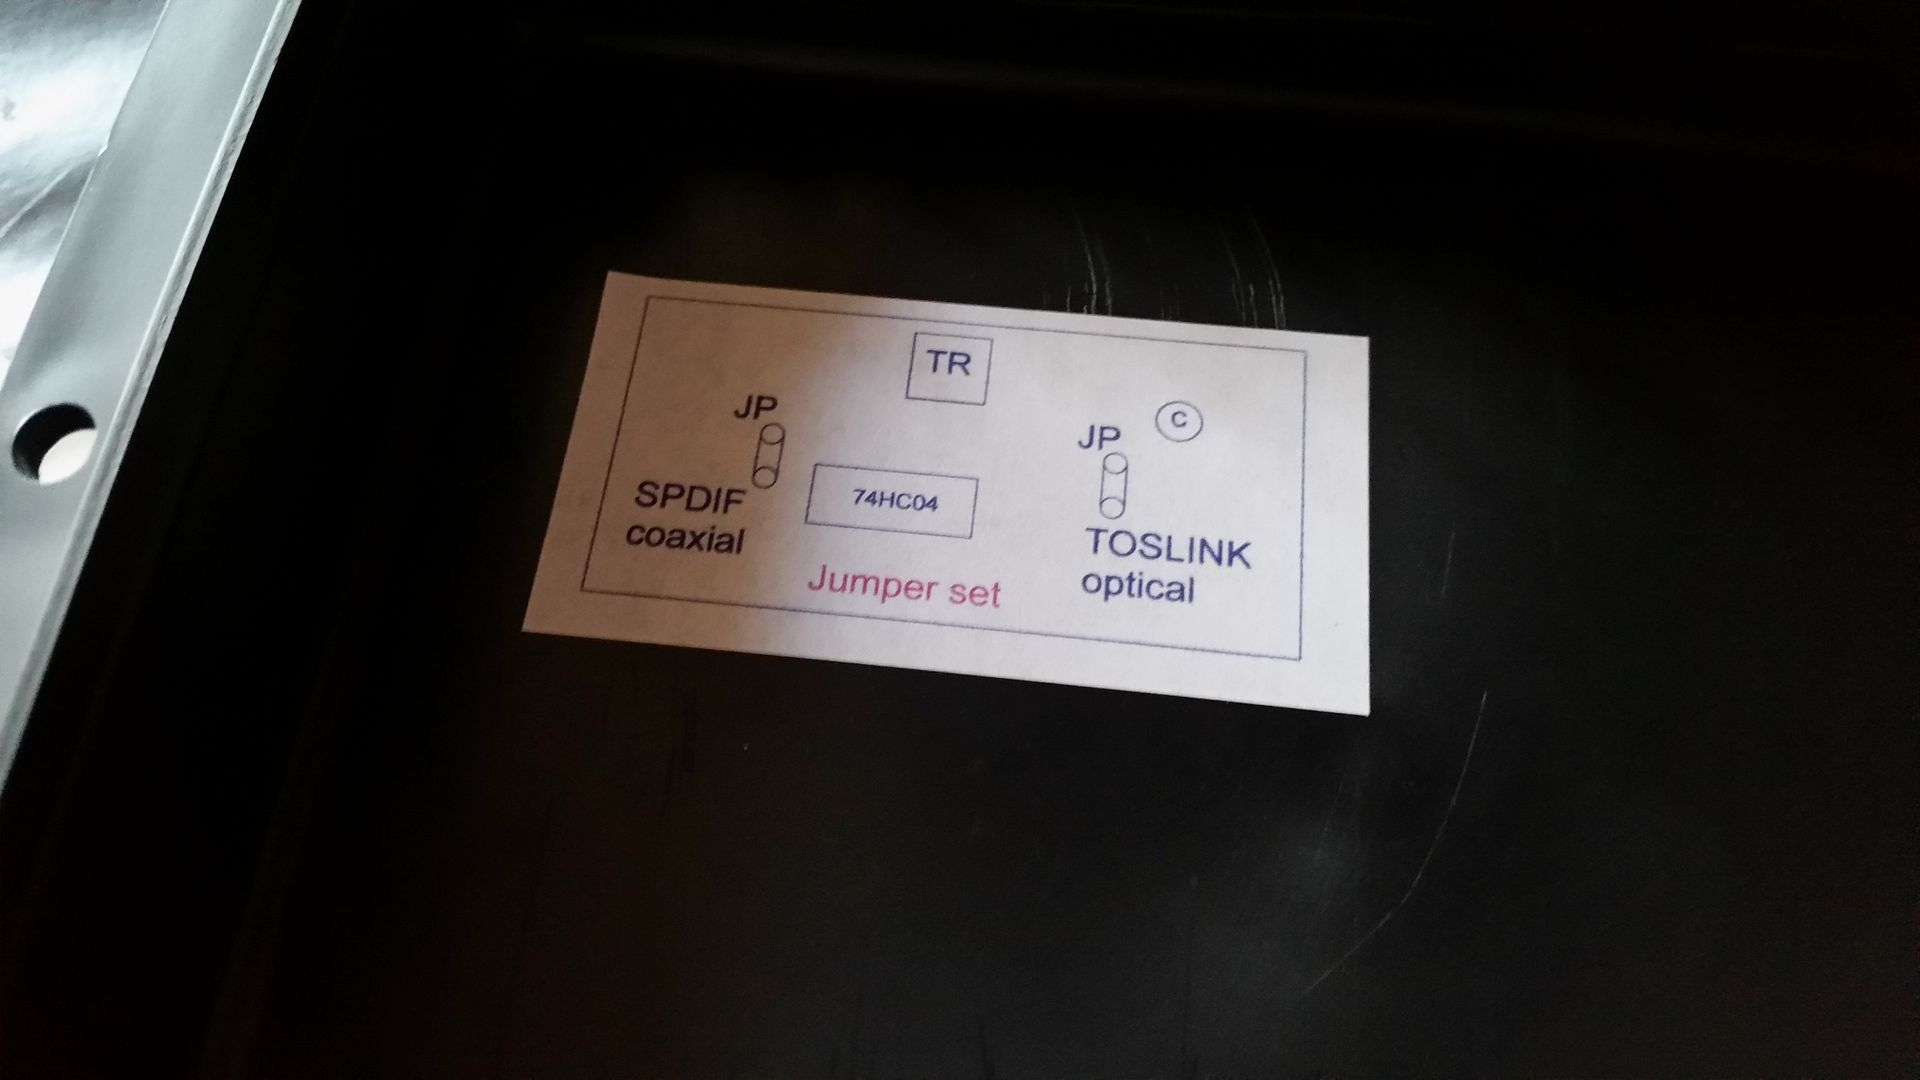 TR
JP
C
JP
SPDIF
coaxial
74HC04
TOSLINK
optical
Jumper set